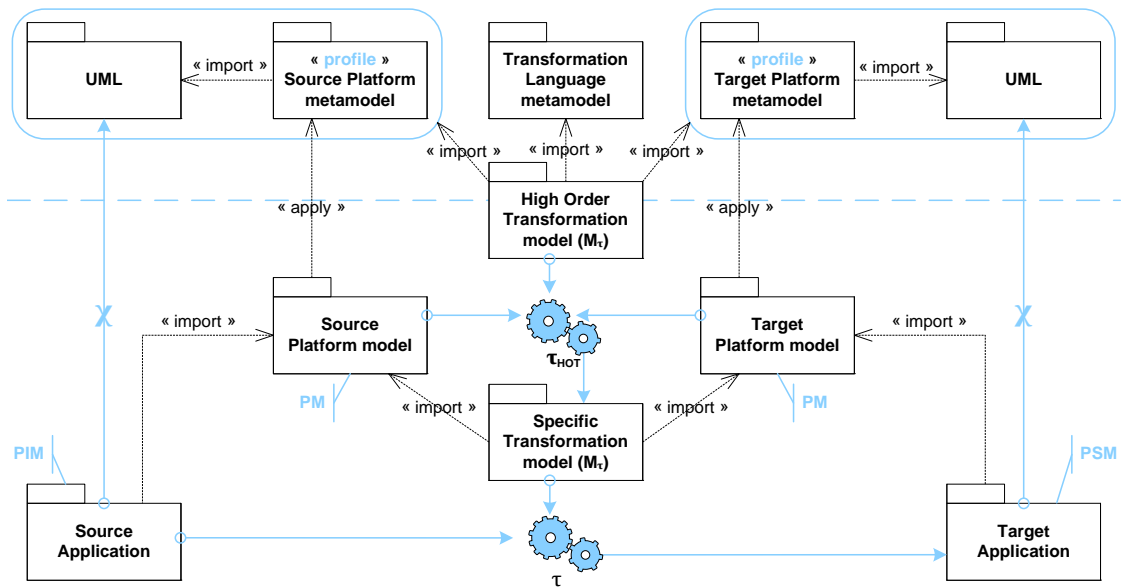 UML
« import »
« profile »
Source Platform
metamodel
Transformation
Language
metamodel
« profile »
Target Platform
metamodel
« import »
UML
« import »
« import »
« import »
« apply »
High Order
Transformation
model (Mτ)
« apply »
χ
« import »
Source
Platform model
τHOT
Target
Platform model
« import »
χ
PM
« import »
Specific
Transformation
model (Mτ)
« import »
PM
PIM
PSM
Source
Application
τ
Target
Application